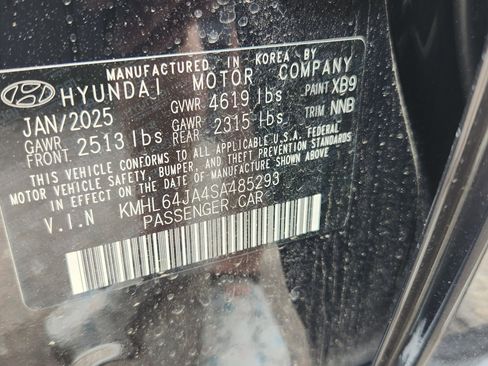 MANUFACTURED IN KOREA BY
HYUNDAI MOTOR COMPANY
JAN/2025 GVWR 4619 lbs PAINT XB9
GAWR FRONT 2513 lbs GAWR REAR 2315 lbs TRIM NNB
THIS VEHICLE CONFORMS TO ALL APPLICABLE U.S.A. FEDERAL
MOTOR VEHICLE SAFETY, BUMPER, AND THEFT PREVENTION STANDARDS
IN EFFECT ON THE DATE OF MANUFACTURE SHOWN ABOVE.
V.I.N KMHL64JA4SA485293
PASSENGER CAR